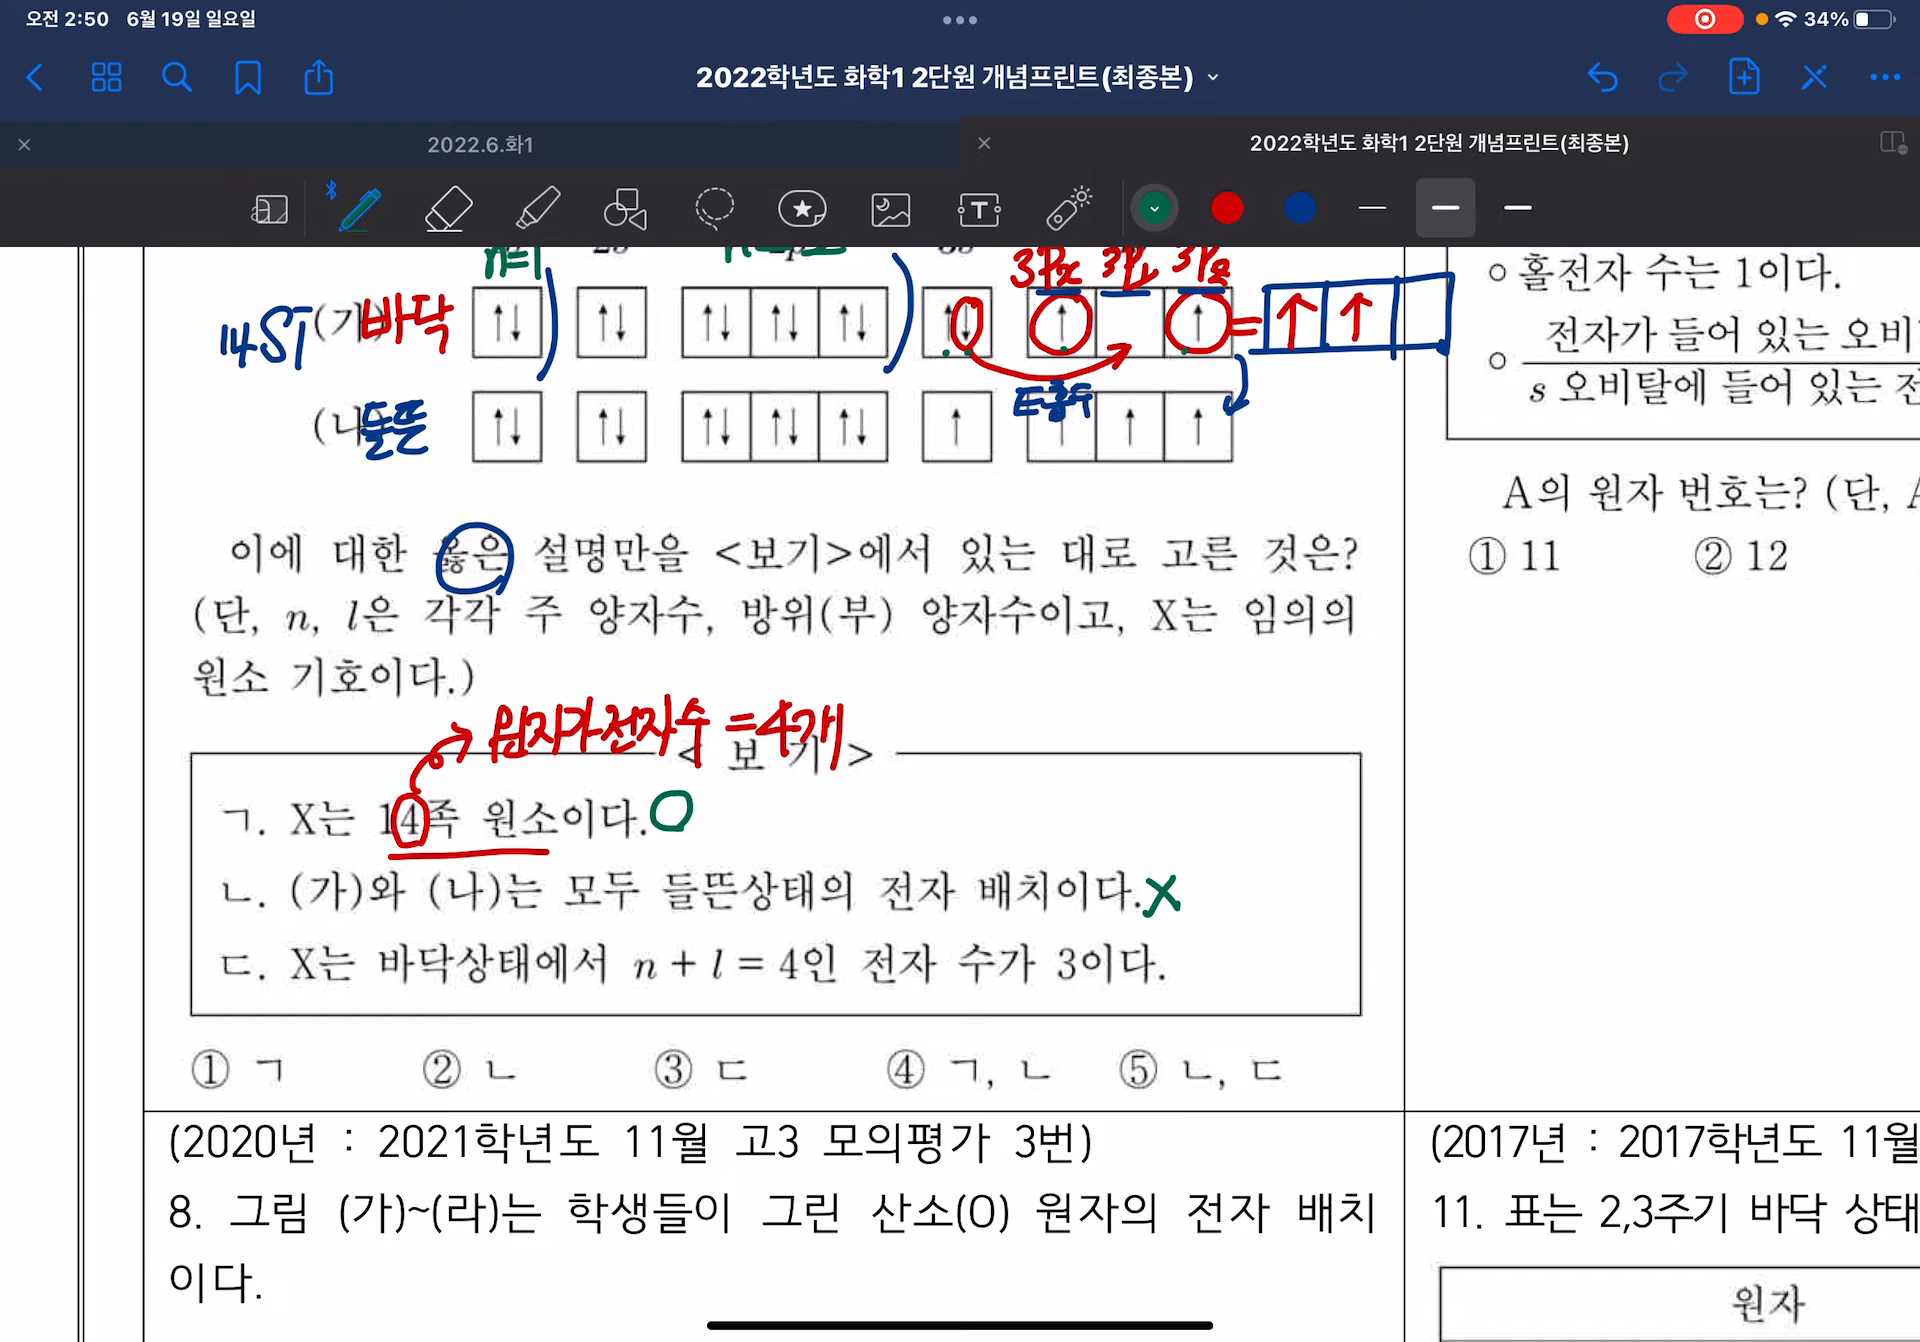 오전 2:50 6월 19일 일요일
34%
2022학년도 화학1 2단원 개념프린트(최종본)
2022.6.화1
2022학년도 화학1 2단원 개념프린트(최종본)
n=1
3Px 3Py 3Pz
14Si (가) 바닥
↑↓ ↑↓ ↑↓ ↑↓ ↑↓ ↑↓ ↑ ↑ = ↑ ↑
E흡수
(나) 들뜬
↑↓ ↑↓ ↑↓ ↑↓ ↑↓ ↑ ↑ ↑ ↑
이에 대한 옳은 설명만을 <보기>에서 있는 대로 고른 것은?
(단, n, l은 각각 주 양자수, 방위(부) 양자수이고, X는 임의의
원소 기호이다.)
원자가전자수 = 4개
< 보 기 >
ㄱ. X는 14족 원소이다. O
ㄴ. (가)와 (나)는 모두 들뜬상태의 전자 배치이다. X
ㄷ. X는 바닥상태에서 n + l = 4인 전자 수가 3이다.
① ㄱ ② ㄴ ③ ㄷ ④ ㄱ, ㄴ ⑤ ㄴ, ㄷ
(2020년 : 2021학년도 11월 고3 모의평가 3번)
8. 그림 (가)~(라)는 학생들이 그린 산소(O) 원자의 전자 배치
이다.
○ 홀전자 수는 1이다.
전자가 들어 있는 오비
○
s 오비탈에 들어 있는 전
A의 원자 번호는? (단, A
① 11 ② 12
(2017년 : 2017학년도 11월
11. 표는 2,3주기 바닥 상태
원자